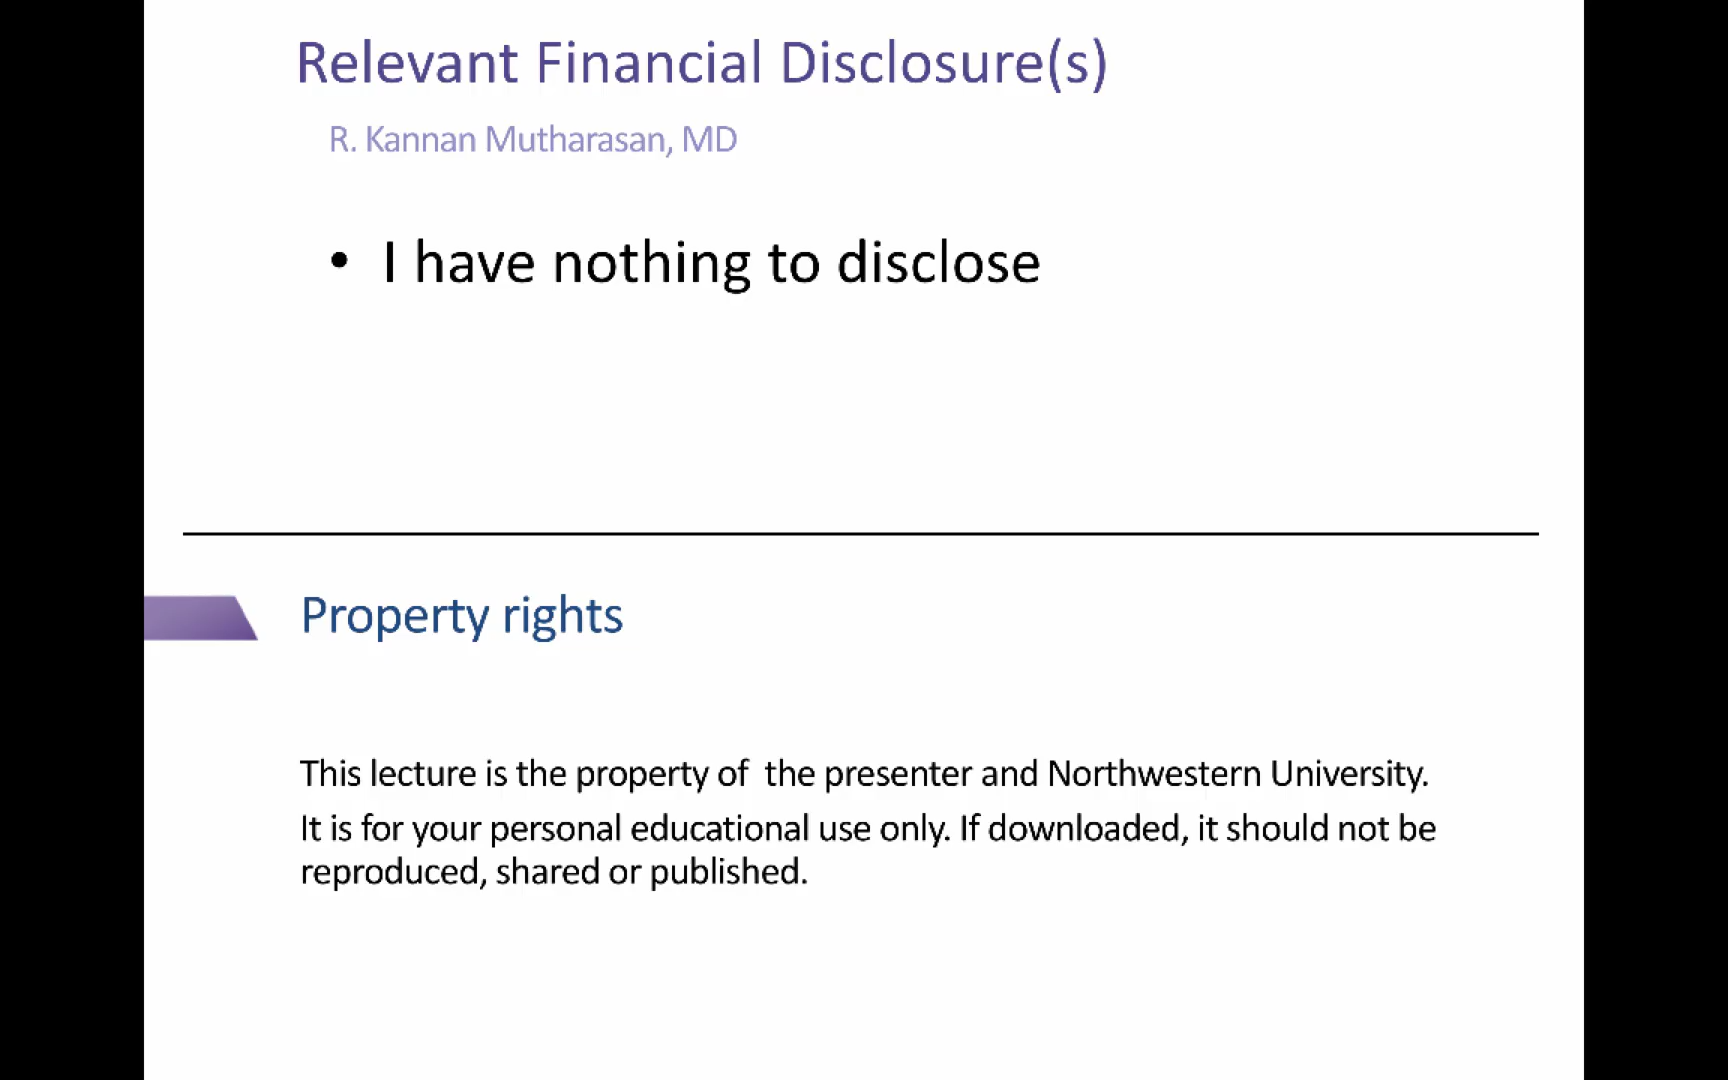 Relevant Financial Disclosure(s)
R. Kannan Mutharasan, MD
• I have nothing to disclose
Property rights
This lecture is the property of  the presenter and Northwestern University.
It is for your personal educational use only. If downloaded, it should not be
reproduced, shared or published.